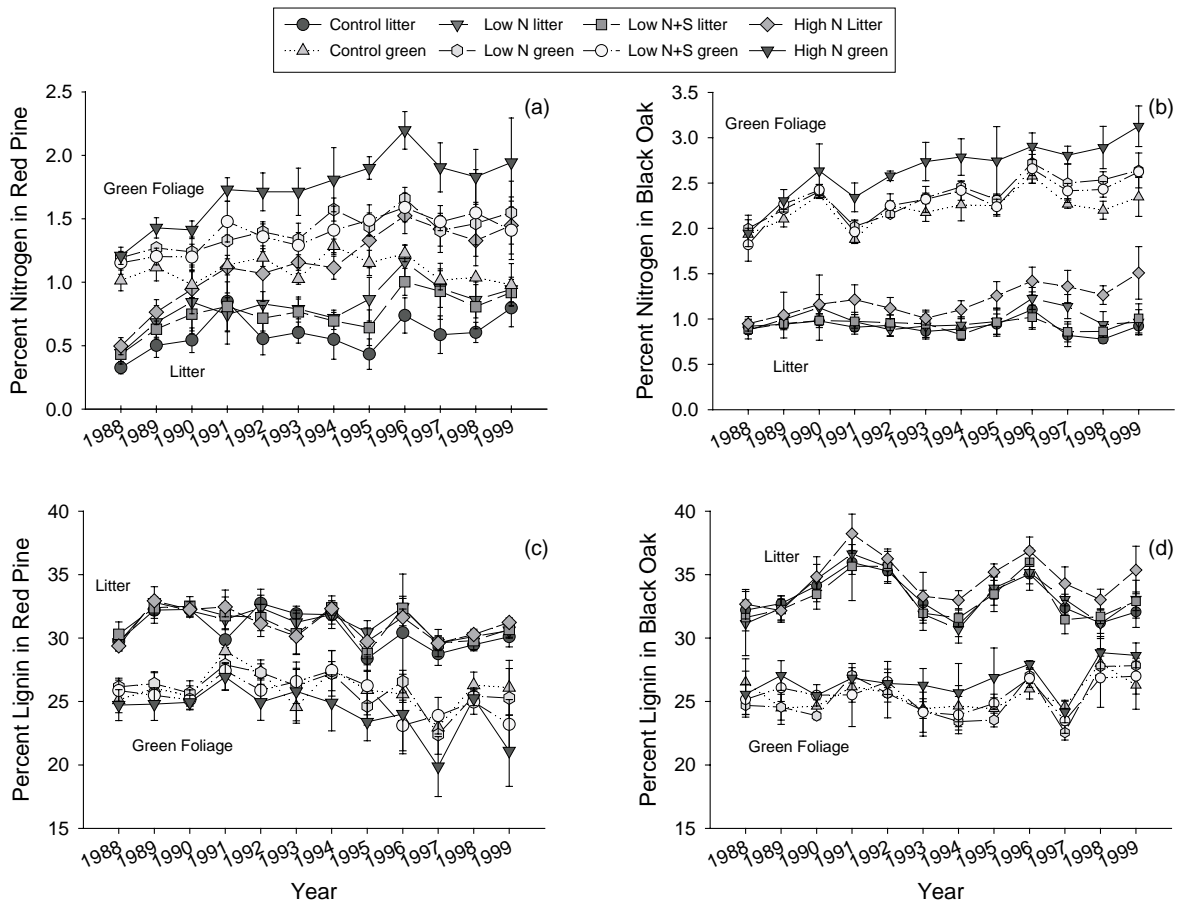 Control litter Low N litter Low N+S litter High N Litter
Control green Low N green Low N+S green High N green
(a)
Percent Nitrogen in Red Pine
2.5
2.0
1.5
1.0
0.5
0.0
Green Foliage
Litter
1988 1989 1990 1991 1992 1993 1994 1995 1996 1997 1998 1999
(b)
Percent Nitrogen in Black Oak
3.5
3.0
2.5
2.0
1.5
1.0
0.5
0.0
Green Foliage
Litter
1988 1989 1990 1991 1992 1993 1994 1995 1996 1997 1998 1999
(c)
Percent Lignin in Red Pine
40
35
30
25
20
15
Litter
Green Foliage
1988 1989 1990 1991 1992 1993 1994 1995 1996 1997 1998 1999
Year
(d)
Percent Lignin in Black Oak
40
35
30
25
20
15
Litter
Green Foliage
1988 1989 1990 1991 1992 1993 1994 1995 1996 1997 1998 1999
Year